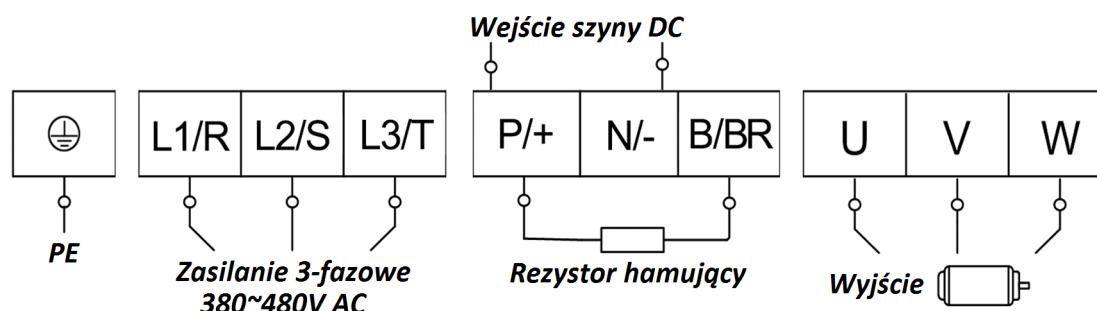 Wejście szyny DC
L1/R L2/S L3/T P/+ N/- B/BR U V W
PE
Zasilanie 3-fazowe
380~480V AC
Rezystor hamujący
Wyjście